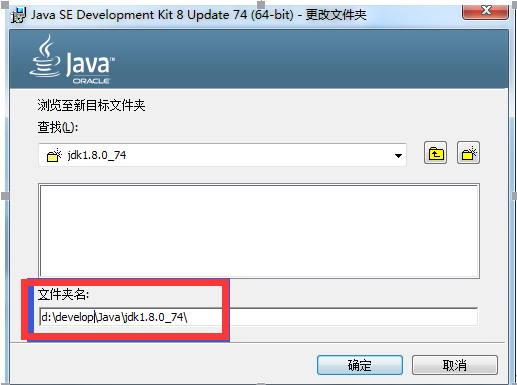 Java SE Development Kit 8 Update 74 (64-bit) - 更改文件夹
Java™
ORACLE
浏览至新目标文件夹
查找(L):
jdk1.8.0_74
文件夹名:
d:\develop\Java\jdk1.8.0_74\
确定
取消